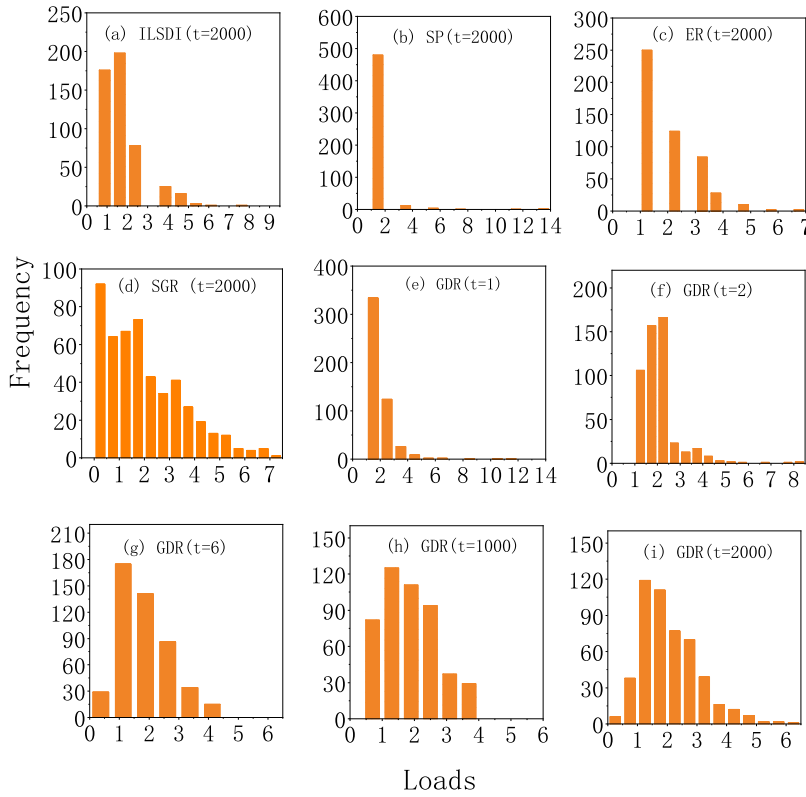 Frequency
(a) ILSDI(t=2000)
250
200
150
100
50
0
0 1 2 3 4 5 6 7 8 9
(b) SP(t=2000)
600
500
400
300
200
100
0
0 2 4 6 8 10 12 14
(c) ER(t=2000)
300
250
200
150
100
50
0
0 1 2 3 4 5 6 7
(d) SGR (t=2000)
100
80
60
40
20
0
0 1 2 3 4 5 6 7
(e) GDR(t=1)
400
300
200
100
0
0 2 4 6 8 10 12 14
(f) GDR(t=2)
200
150
100
50
0
0 1 2 3 4 5 6 7 8
(g) GDR(t=6)
210
180
150
120
90
60
30
0
0 1 2 3 4 5 6
(h) GDR(t=1000)
150
120
90
60
30
0
0 1 2 3 4 5 6
(i) GDR(t=2000)
150
120
90
60
30
0
0 1 2 3 4 5 6
Loads